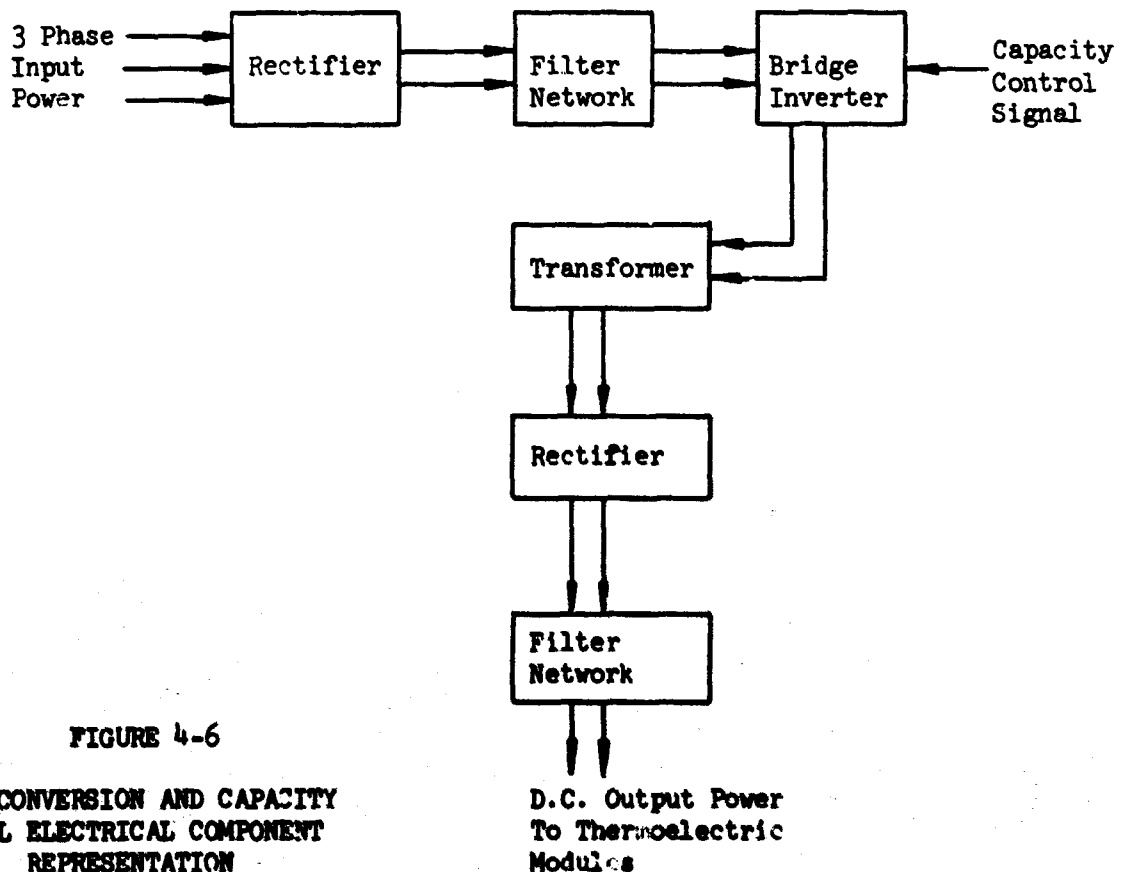 3 Phase
Input
Power
Rectifier
Filter
Network
Bridge
Inverter
Capacity
Control
Signal
Transformer
Rectifier
Filter
Network
FIGURE 4-6
CONVERSION AND CAPACITY
L ELECTRICAL COMPONENT
REPRESENTATION
D.C. Output Power
To Thermoelectric
Modules